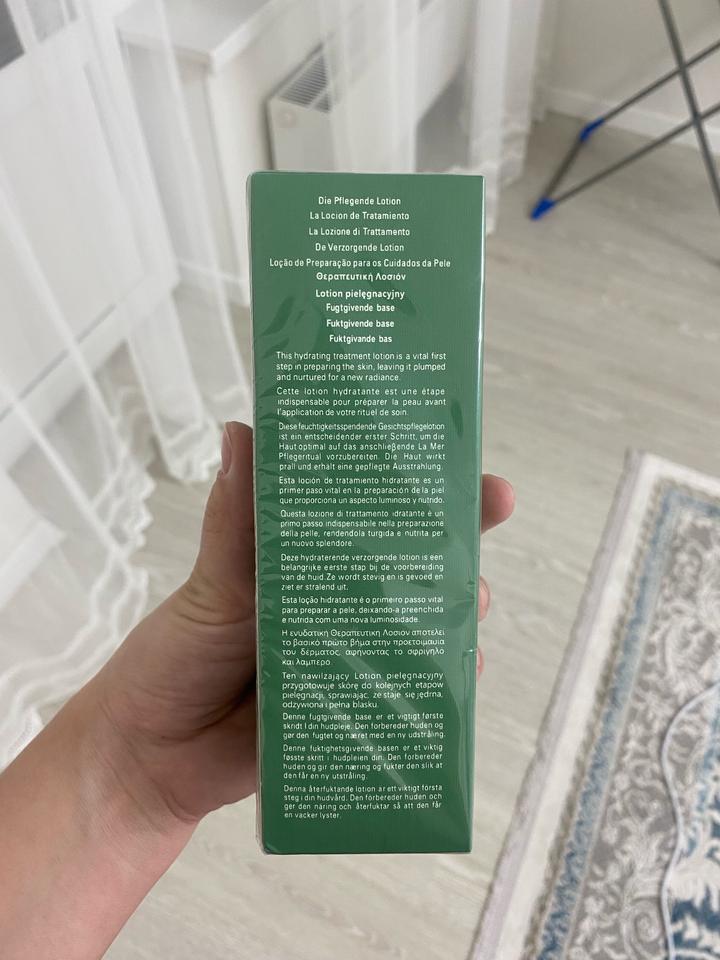 Die Pflegende Lotion
La Locion de Tratamiento
La Lozione di Trattamento
De Verzorgende Lotion
Loção de Preparação para os Cuidados da Pele
Θεραπευτική Λοσιόν
Lotion pielęgnacyjny
Fugtgivende base
Fuktgivende base
Fuktgivande bas
This hydrating treatment lotion is a vital first
step in preparing the skin, leaving it plumped
and nurtured for a new radiance.
Cette lotion hydratante est une étape
indispensable pour préparer la peau avant
l'application de votre rituel de soin.
Diese feuchtigkeitsspendende Gesichtspflegelotion
ist ein entscheidender erster Schritt, um die
Haut optimal auf das anschließende La Mer
Pflegeritual vorzubereiten. Die Haut wirkt
prall und erhält eine gepflegte Ausstrahlung.
Esta loción de tratamiento hidratante es un
primer paso vital en la preparación de la piel
que proporciona un aspecto luminoso y nutrido.
Questa lozione di trattamento idratante è un
primo passo indispensabile nella preparazione
della pelle, rendendola turgida e nutrita per
un nuovo splendore.
Deze hydraterende verzorgende lotion is een
belangrijke eerste stap bij de voorbereiding
van de huid. Ze wordt stevig en is gevoed en
ziet er stralend uit.
Esta loção hidratante é o primeiro passo vital
para preparar a pele, deixando-a preenchida
e nutrida com uma nova luminosidade.
Η ενυδατική Θεραπευτική Λοσιόν αποτελεί
το βασικό πρώτο βήμα στην προετοιμασία
του δέρματος, αφήνοντας το σφριγηλό
και λαμπερό.
Ten nawilżający Lotion pielęgnacyjny
przygotowuje skórę do kolejnych etapów
pielęgnacji, sprawiając, że staje się jędrna,
odżywiona i pełna blasku.
Denne fugtgivende base er et vigtigt første
skridt i din hudpleje. Den forbereder huden og
gør den fugtet og næret med en ny udstråling.
Denne fuktighetsgivende basen er et viktig
første skritt i hudpleien din. Den forbereder
huden og gir den næring og fukter den slik at
den får en ny utstråling.
Denna återfuktande lotion är ett viktigt första
steg i din hudvård. Den förbereder huden och
ger den näring och återfuktar så att den får
en vacker lyster.